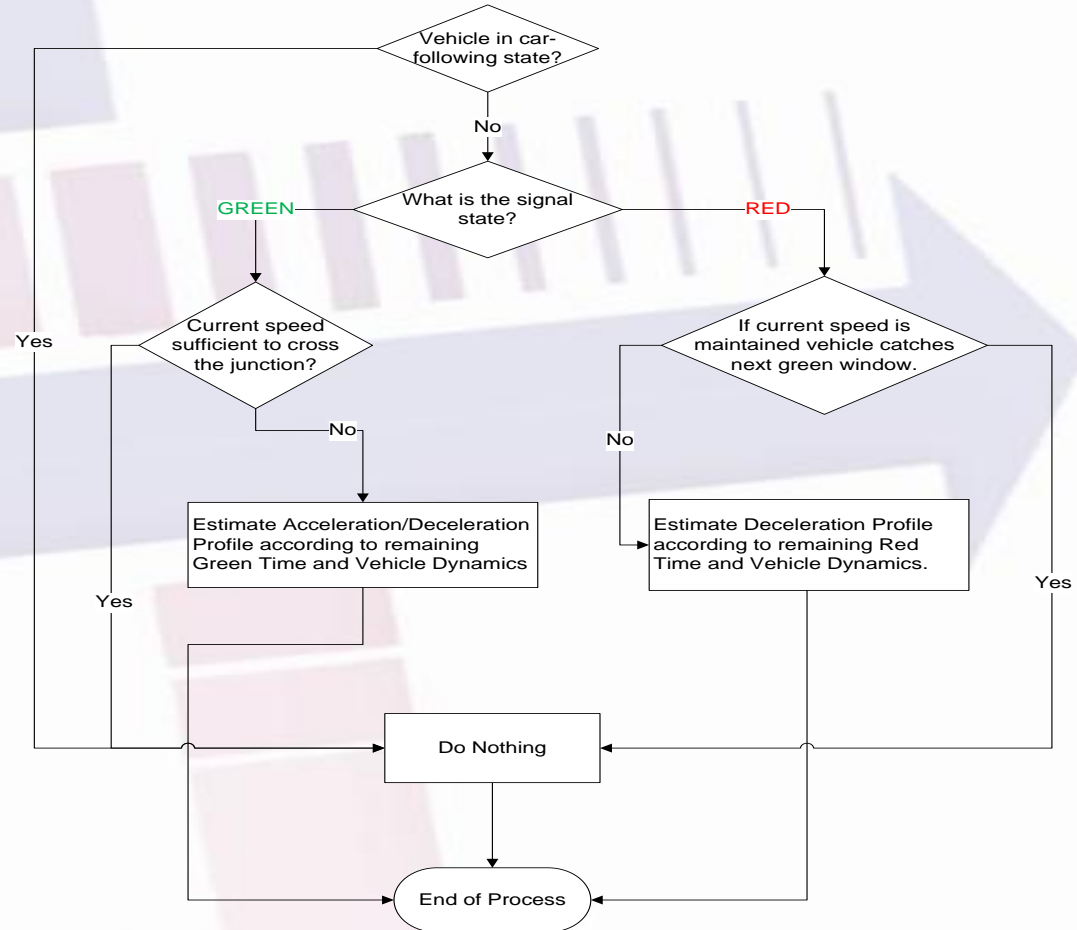 Vehicle in car-
following state?
No
What is the signal
state?
GREEN
RED
Current speed
sufficient to cross
the junction?
If current speed is
maintained vehicle catches
next green window.
Yes
No
No
Estimate Acceleration/Deceleration
Profile according to remaining
Green Time and Vehicle Dynamics
Estimate Deceleration Profile
according to remaining Red
Time and Vehicle Dynamics.
Yes
Yes
Do Nothing
End of Process